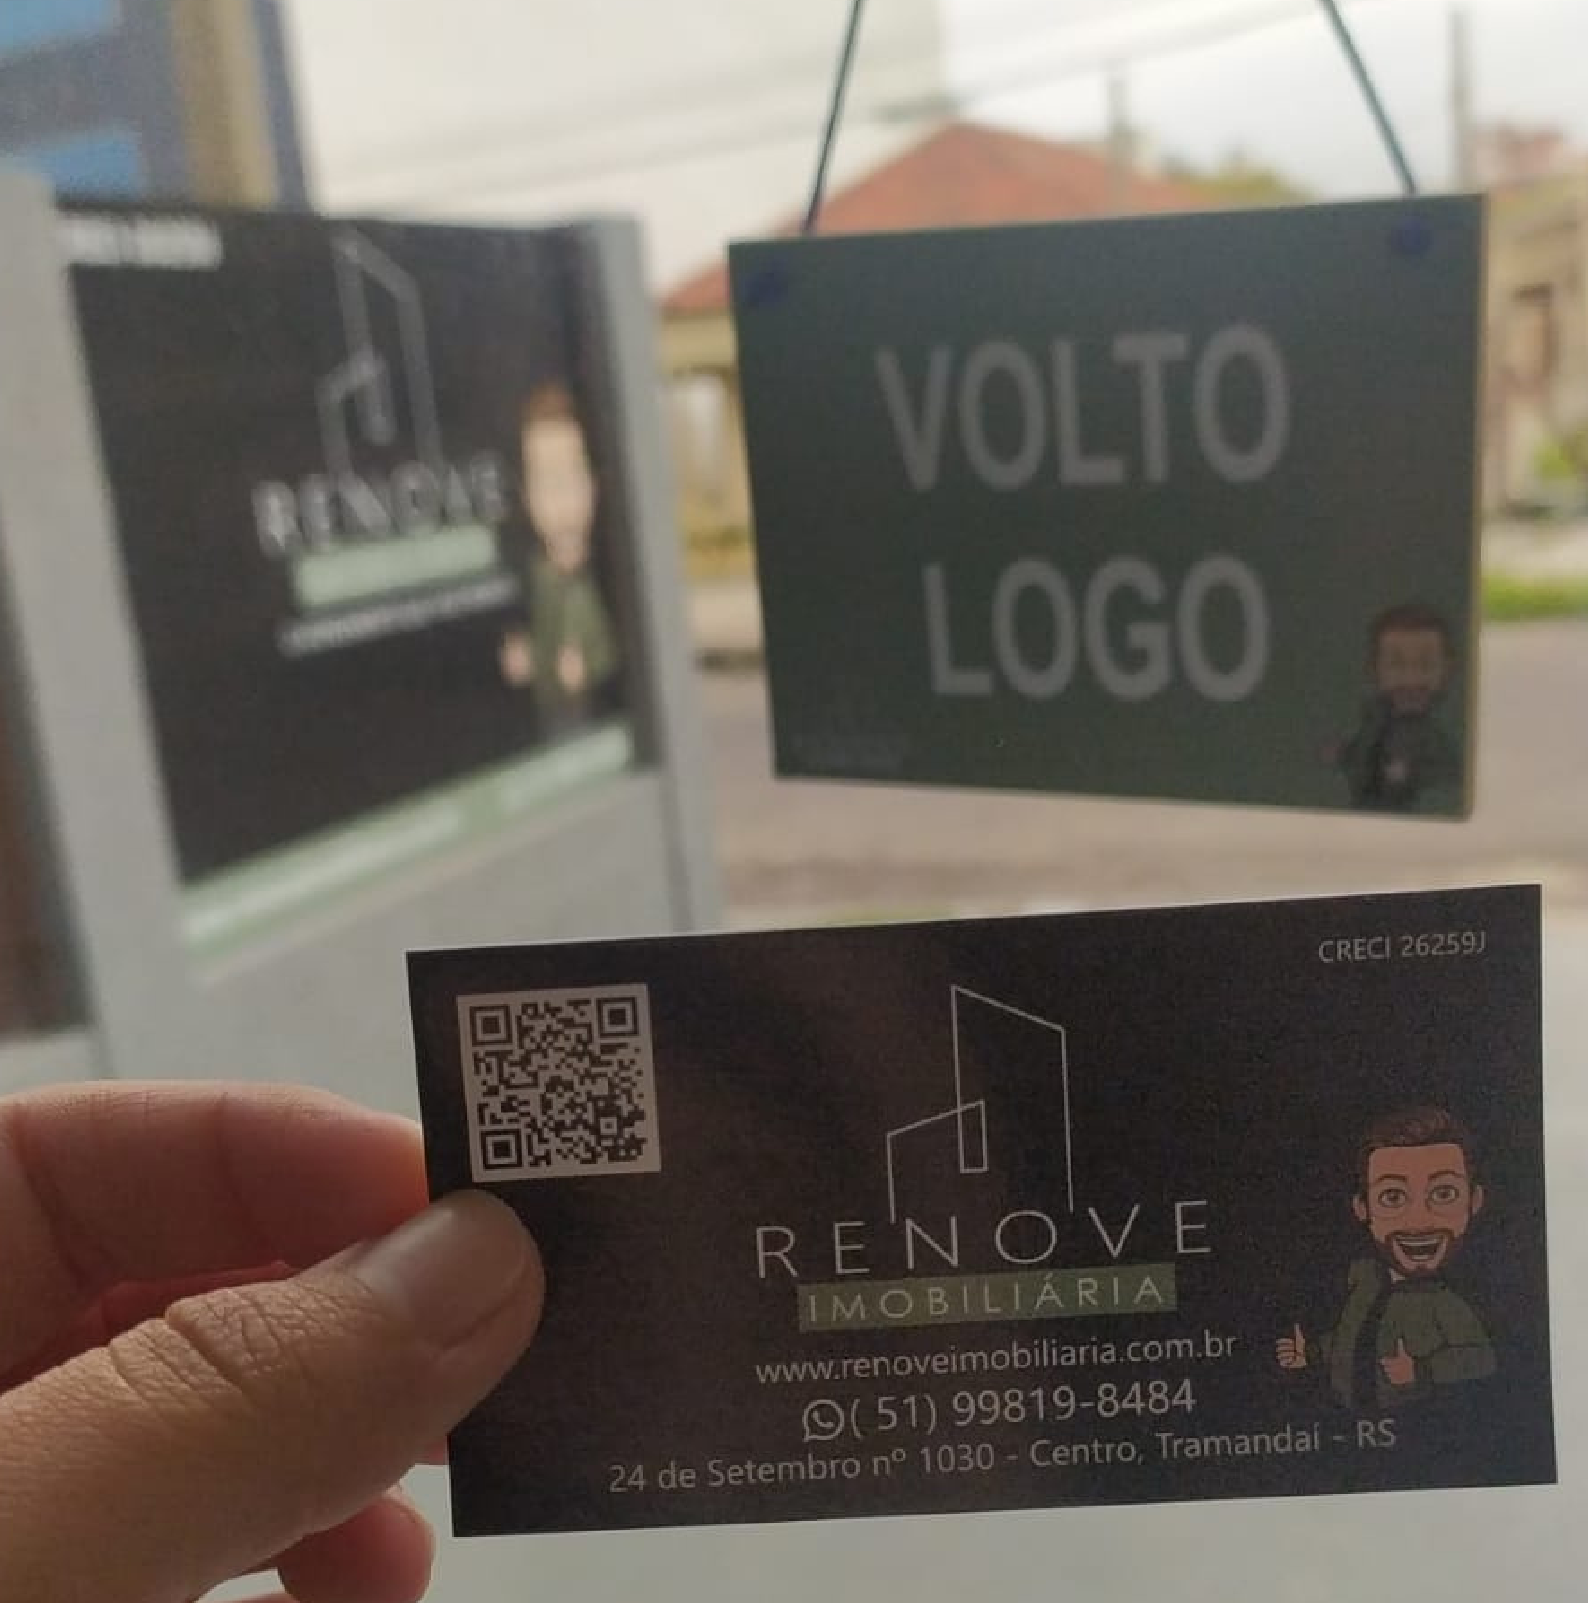 RENOVE
VOLTO
LOGO
CRECI 26259J
RENOVE
IMOBILIÁRIA
www.renoveimobiliaria.com.br
( 51) 99819-8484
24 de Setembro nº 1030 - Centro, Tramandaí - RS